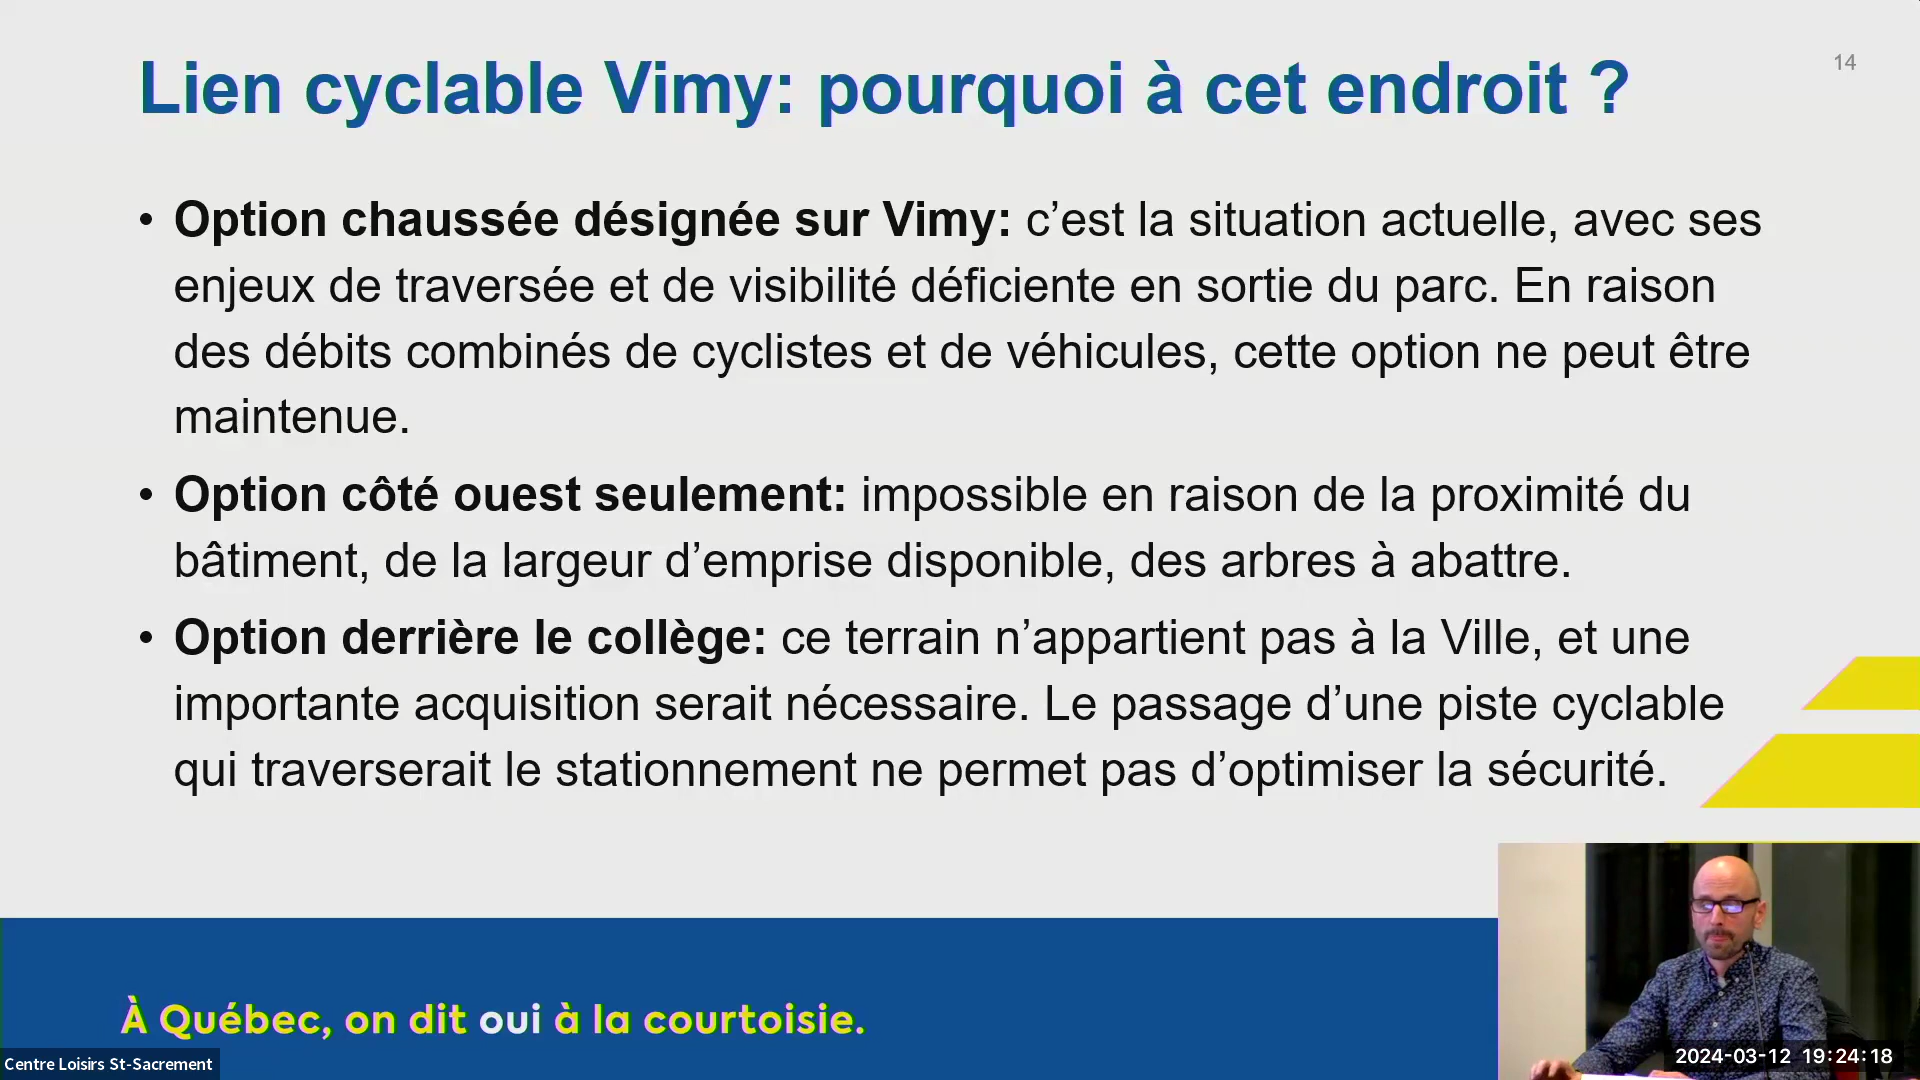 Lien cyclable Vimy: pourquoi à cet endroit ?
14
• Option chaussée désignée sur Vimy: c’est la situation actuelle, avec ses
enjeux de traversée et de visibilité déficiente en sortie du parc. En raison
des débits combinés de cyclistes et de véhicules, cette option ne peut être
maintenue.
• Option côté ouest seulement: impossible en raison de la proximité du
bâtiment, de la largeur d’emprise disponible, des arbres à abattre.
• Option derrière le collège: ce terrain n’appartient pas à la Ville, et une
importante acquisition serait nécessaire. Le passage d’une piste cyclable
qui traverserait le stationnement ne permet pas d’optimiser la sécurité.
À Québec, on dit oui à la courtoisie.
Centre Loisirs St-Sacrement
2024-03-12 19:24:18